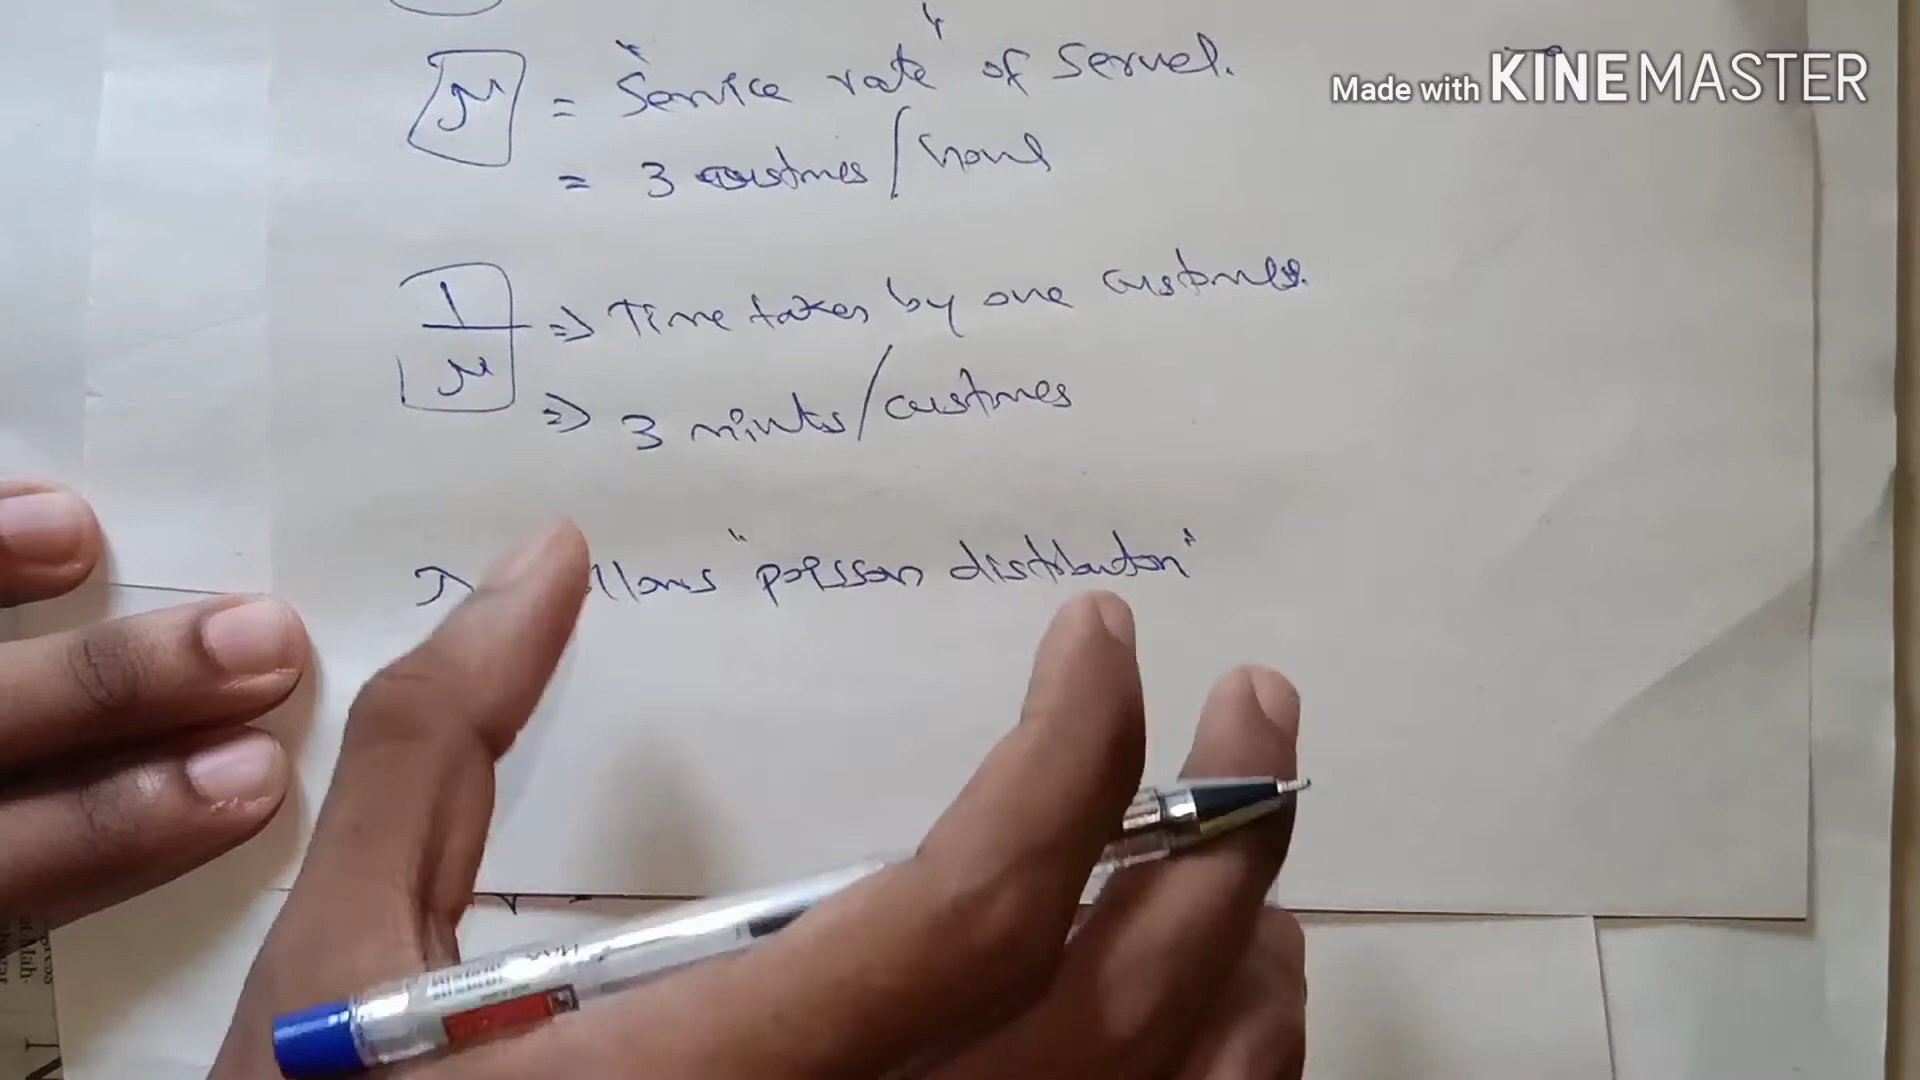 Made with KINEMASTER
μ = "Service rate" of Server.
= 3 customers / hour
1/μ => Time taken by one customer.
=> 3 mints / customer
λ "poisson distribution"